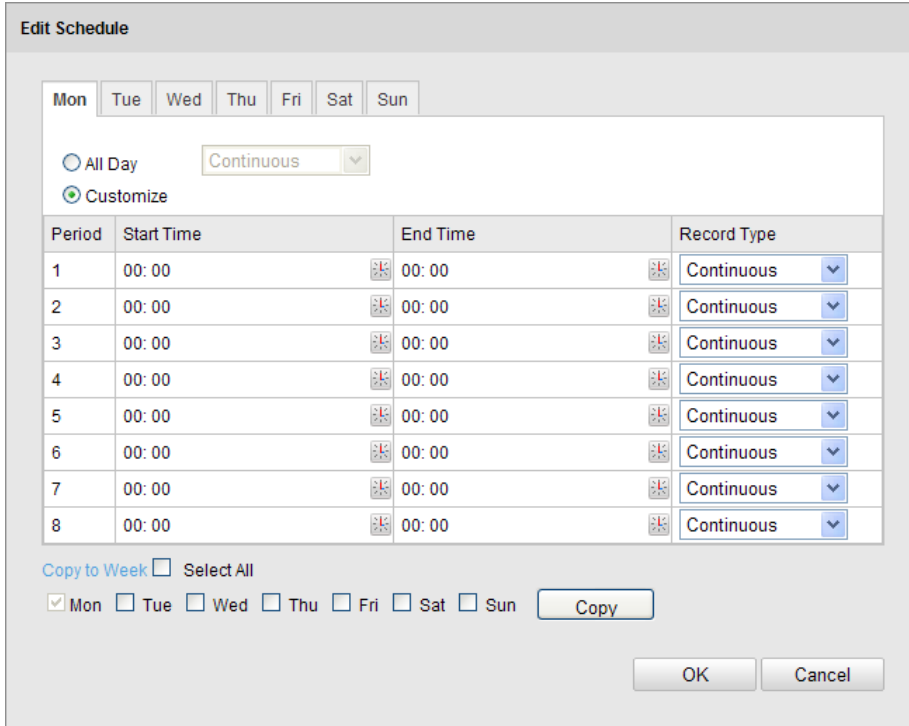 Edit Schedule
Mon Tue Wed Thu Fri Sat Sun
All Day Continuous
Customize
Period Start Time End Time Record Type
1 00: 00 00: 00 Continuous
2 00: 00 00: 00 Continuous
3 00: 00 00: 00 Continuous
4 00: 00 00: 00 Continuous
5 00: 00 00: 00 Continuous
6 00: 00 00: 00 Continuous
7 00: 00 00: 00 Continuous
8 00: 00 00: 00 Continuous
Copy to Week Select All
Mon Tue Wed Thu Fri Sat Sun Copy
OK Cancel